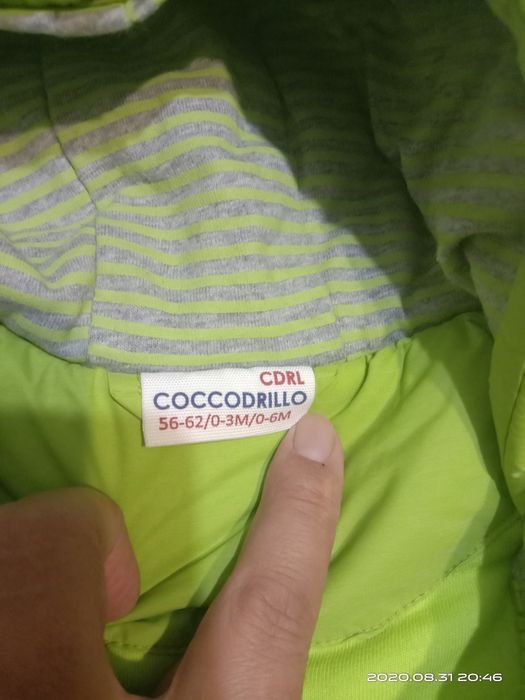 CDRL
COCCODRILLO
56-62/0-3M/0-6M
2020.08.31 20:46